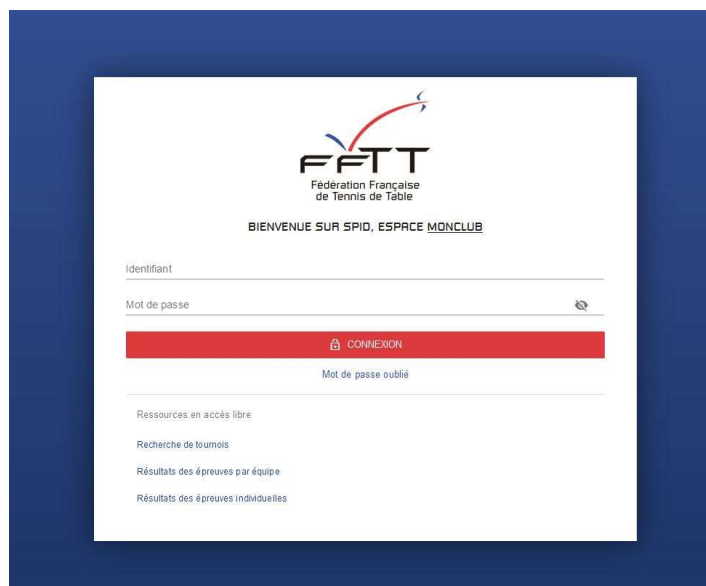 FFTT
Fédération Française
de Tennis de Table
BIENVENUE SUR SPID, ESPACE MONCLUB
Identifiant
Mot de passe
CONNEXION
Mot de passe oublié
Ressources en accès libre
Recherche de tournois
Résultats des épreuves par équipe
Résultats des épreuves individuelles